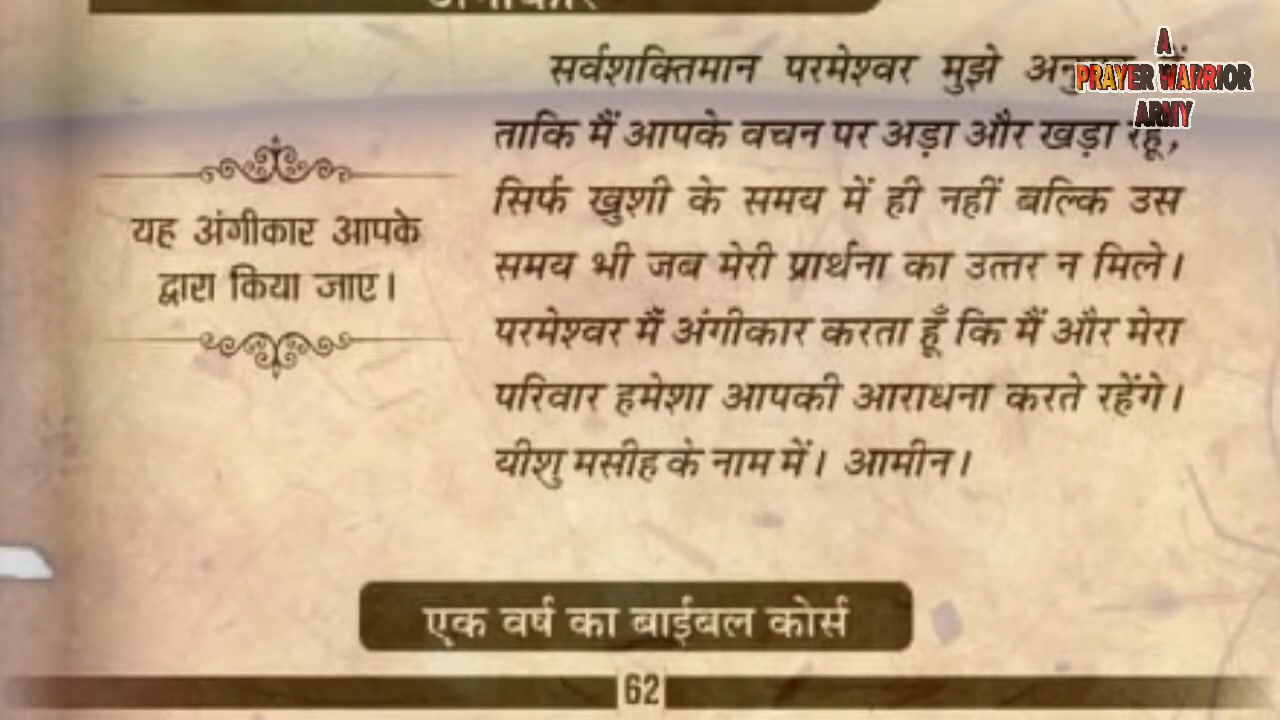 सर्वशक्तिमान परमेश्वर मुझे
ताकि मैं आपके वचन पर अड़ा और खड़ा रहूँ,
सिर्फ खुशी के समय में ही नहीं बल्कि उस
समय भी जब मेरी प्रार्थना का उत्तर न मिले।
परमेश्वर मैं अंगीकार करता हूँ कि मैं और मेरा
परिवार हमेशा आपकी आराधना करते रहेंगे।
यीशु मसीह के नाम में। आमीन।
यह अंगीकार आपके
द्वारा किया जाए।
एक वर्ष का बाईबल कोर्स
62
A
PRAYER WARRIOR
ARMY